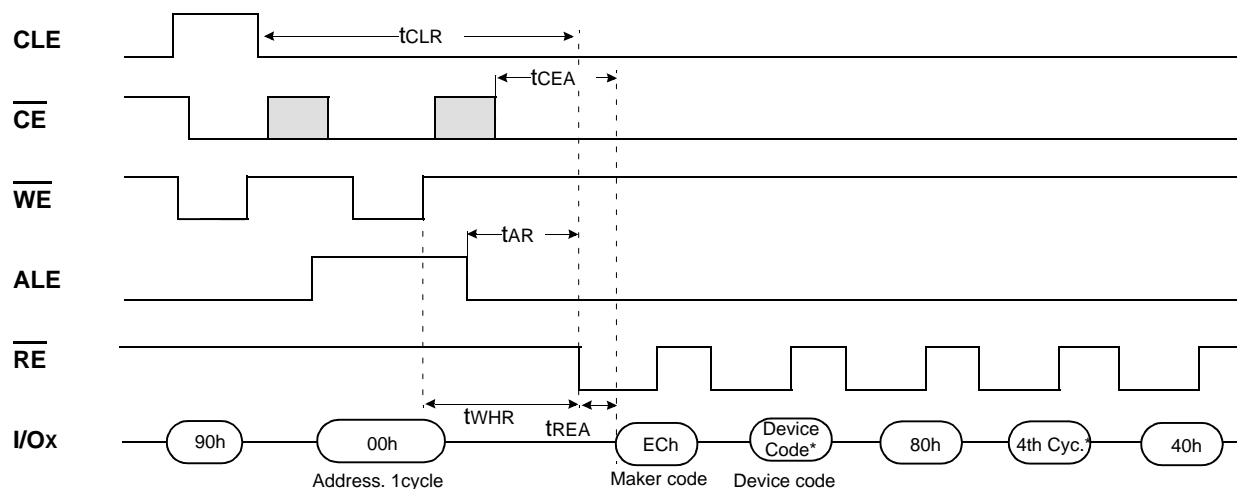 CLE
tCLR
tCEA
CE
WE
tAR
ALE
RE
tWHR
tREA
I/Ox
90h
00h
ECh
Device
Code*
80h
4th Cyc.*
40h
Address. 1cycle
Maker code
Device code